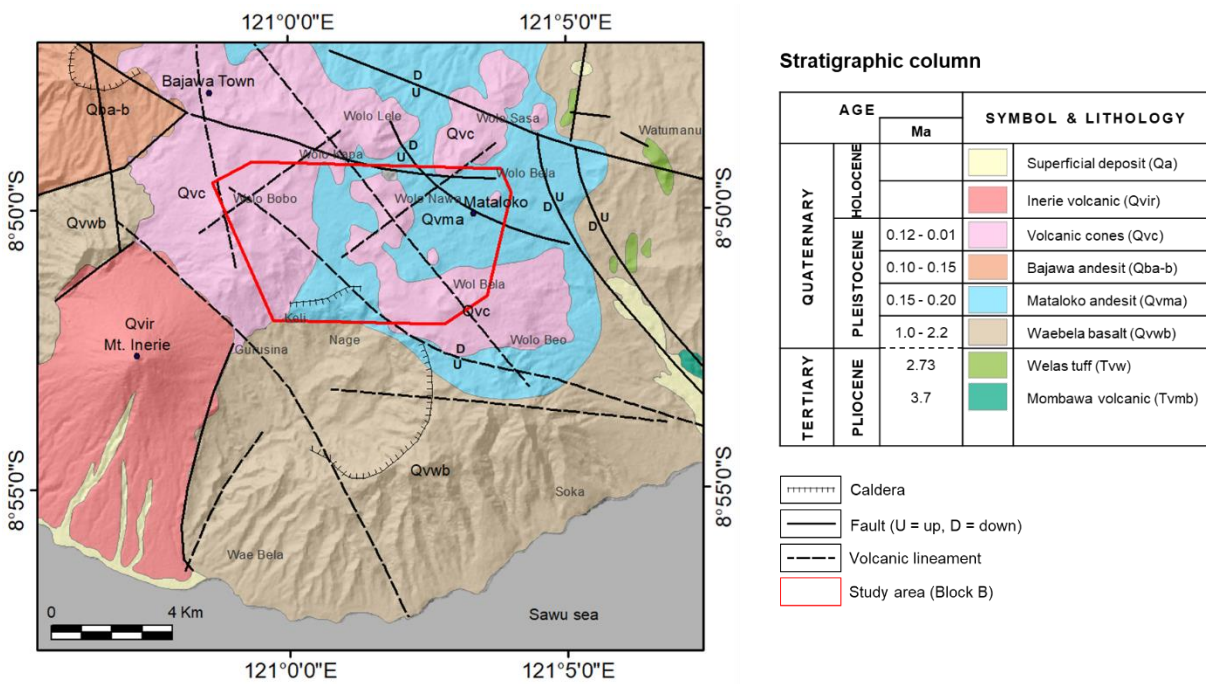 121°0'0"E
121°5'0"E
Bajawa Town
Qba-b
Wolo Lele
Wolo Sasa
Qvc
Watumanu
D
U
D
U
Wolo Kapa
Wolo Bela
Qvc
Wolo Bobo
Wolo Nawa
Mataloko
Qvma
D
U
D
U
8°50'0"S
8°50'0"S
Qvwb
Wol Bela
Qvc
Keli
Qvir
Mt. Inerie
Gurusina
Nage
Wolo Beo
D
U
Qvwb
Soka
8°55'0"S
8°55'0"S
Wae Bela
0 4 Km
Sawu sea
121°0'0"E
121°5'0"E
Stratigraphic column
AGE
SYMBOL & LITHOLOGY
Ma
QUATERNARY
HOLOCENE
Superficial deposit (Qa)
Inerie volcanic (Qvir)
PLEISTOCENE
0.12 - 0.01
Volcanic cones (Qvc)
0.10 - 0.15
Bajawa andesit (Qba-b)
0.15 - 0.20
Mataloko andesit (Qvma)
1.0 - 2.2
Waebela basalt (Qvwb)
TERTIARY
PLIOCENE
2.73
Welas tuff (Tvw)
3.7
Mombawa volcanic (Tvmb)
Caldera
Fault (U = up, D = down)
Volcanic lineament
Study area (Block B)